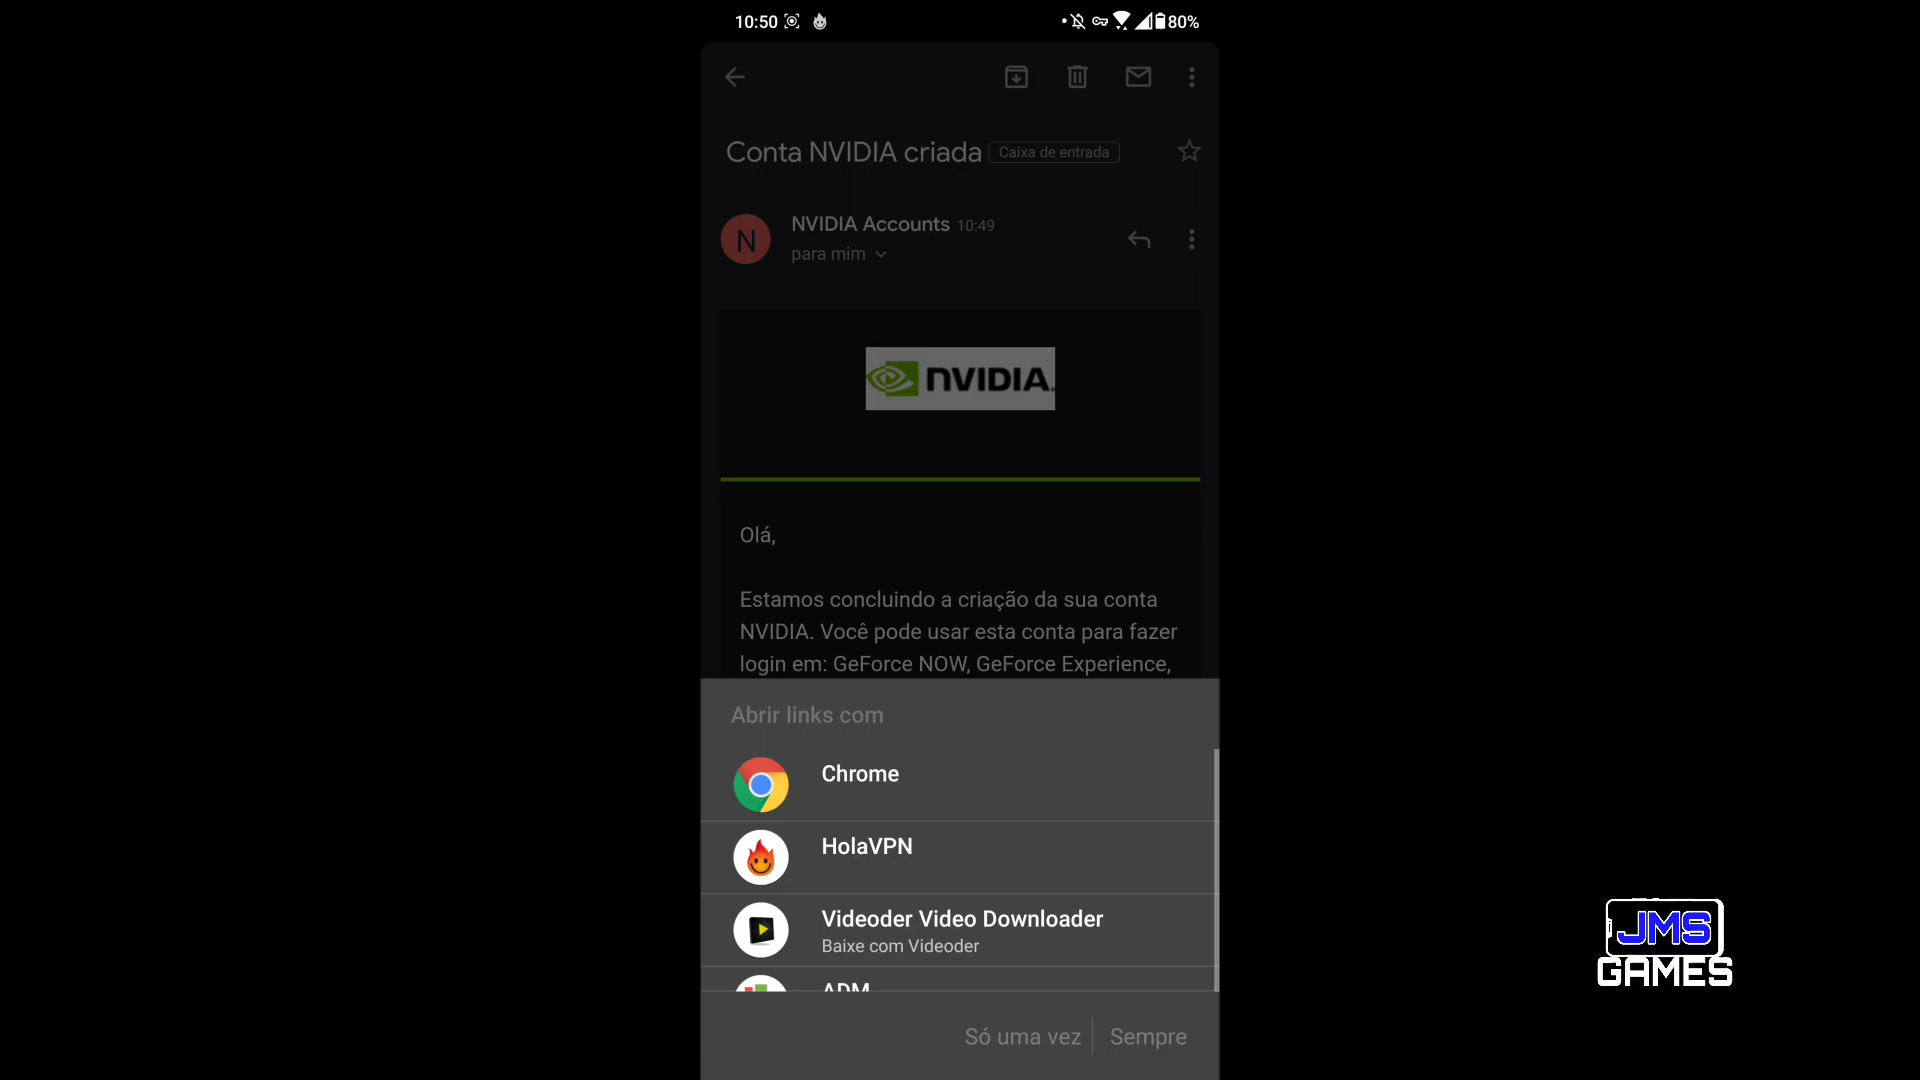 10:50
80%
Conta NVIDIA criada Caixa de entrada
N
NVIDIA Accounts 10:49
para mim
NVIDIA.
Olá,
Estamos concluindo a criação da sua conta
NVIDIA. Você pode usar esta conta para fazer
login em: GeForce NOW, GeForce Experience,
Abrir links com
Chrome
HolaVPN
Videoder Video Downloader
Baixe com Videoder
ADM
Só uma vez
Sempre
JMS
GAMES